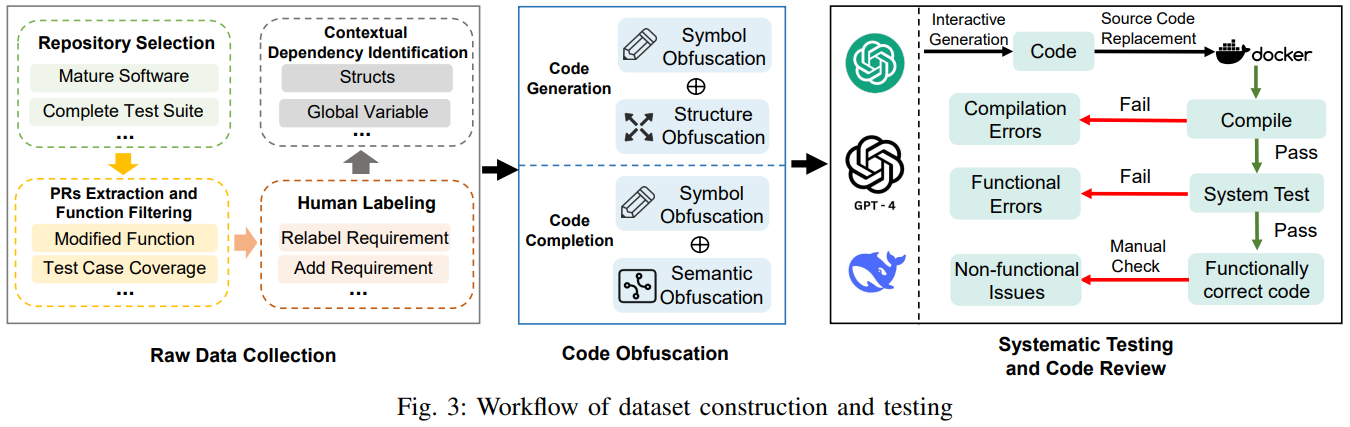 Repository Selection
Mature Software
Complete Test Suite
...
PRs Extraction and
Function Filtering
Modified Function
Test Case Coverage
...
Human Labeling
Relabel Requirement
Add Requirement
...
Contextual
Dependency Identification
Structs
Global Variable
...
Raw Data Collection
Code
Generation
Symbol
Obfuscation
Structure
Obfuscation
Code
Completion
Symbol
Obfuscation
Semantic
Obfuscation
Code Obfuscation
GPT - 4
Interactive
Generation
Code
Source Code
Replacement
docker
Compile
Fail
Compilation
Errors
Pass
System Test
Fail
Functional
Errors
Pass
Functionally
correct code
Manual
Check
Non-functional
Issues
Systematic Testing
and Code Review
Fig. 3: Workflow of dataset construction and testing